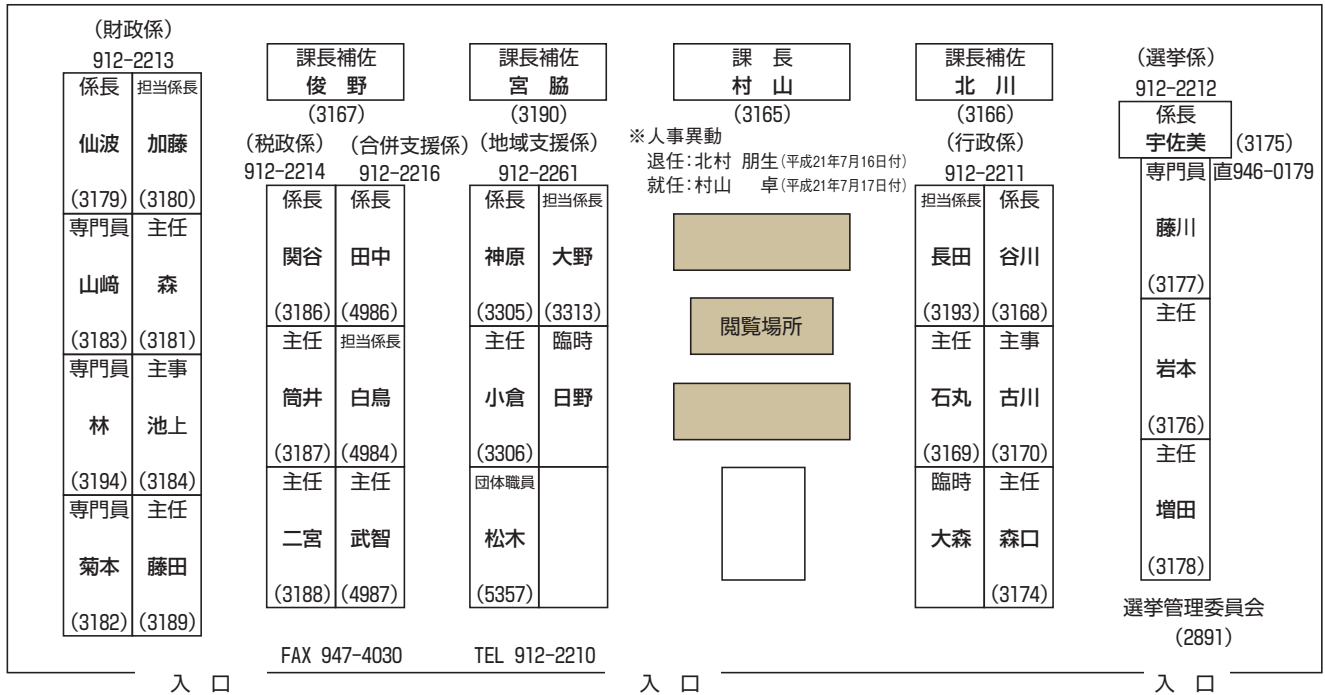 (財政係)
912-2213
係長 担当係長
仙波 加藤
(3179) (3180)
専門員 主任
山﨑 森
(3183) (3181)
専門員 主事
林 池上
(3194) (3184)
専門員 主任
菊本 藤田
(3182) (3189)
課長補佐
俊 野
(3167)
(税政係) (合併支援係)
912-2214 912-2216
係長 係長
関谷 田中
(3186) (4986)
主任 担当係長
筒井 白鳥
(3187) (4984)
主任 主任
二宮 武智
(3188) (4987)
課長補佐
宮 脇
(3190)
(地域支援係)
912-2261
係長 担当係長
神原 大野
(3305) (3313)
主任 臨時
小倉 日野
(3306)
団体職員
松木
(5357)
課 長
村 山
(3165)
※人事異動
退任:北村 朋生(平成21年7月16日付)
就任:村山 卓(平成21年7月17日付)
閲覧場所
課長補佐
北 川
(3166)
(行政係)
912-2211
担当係長 係長
長田 谷川
(3193) (3168)
主任 主事
石丸 古川
(3169) (3170)
臨時 主任
大森 森口
(3174)
(選挙係)
912-2212
係長
宇佐美 (3175)
専門員 直946-0179
藤川
(3177)
主任
岩本
(3176)
主任
増田
(3178)
選挙管理委員会
(2891)
FAX 947-4030 TEL 912-2210
入 口 入 口 入 口